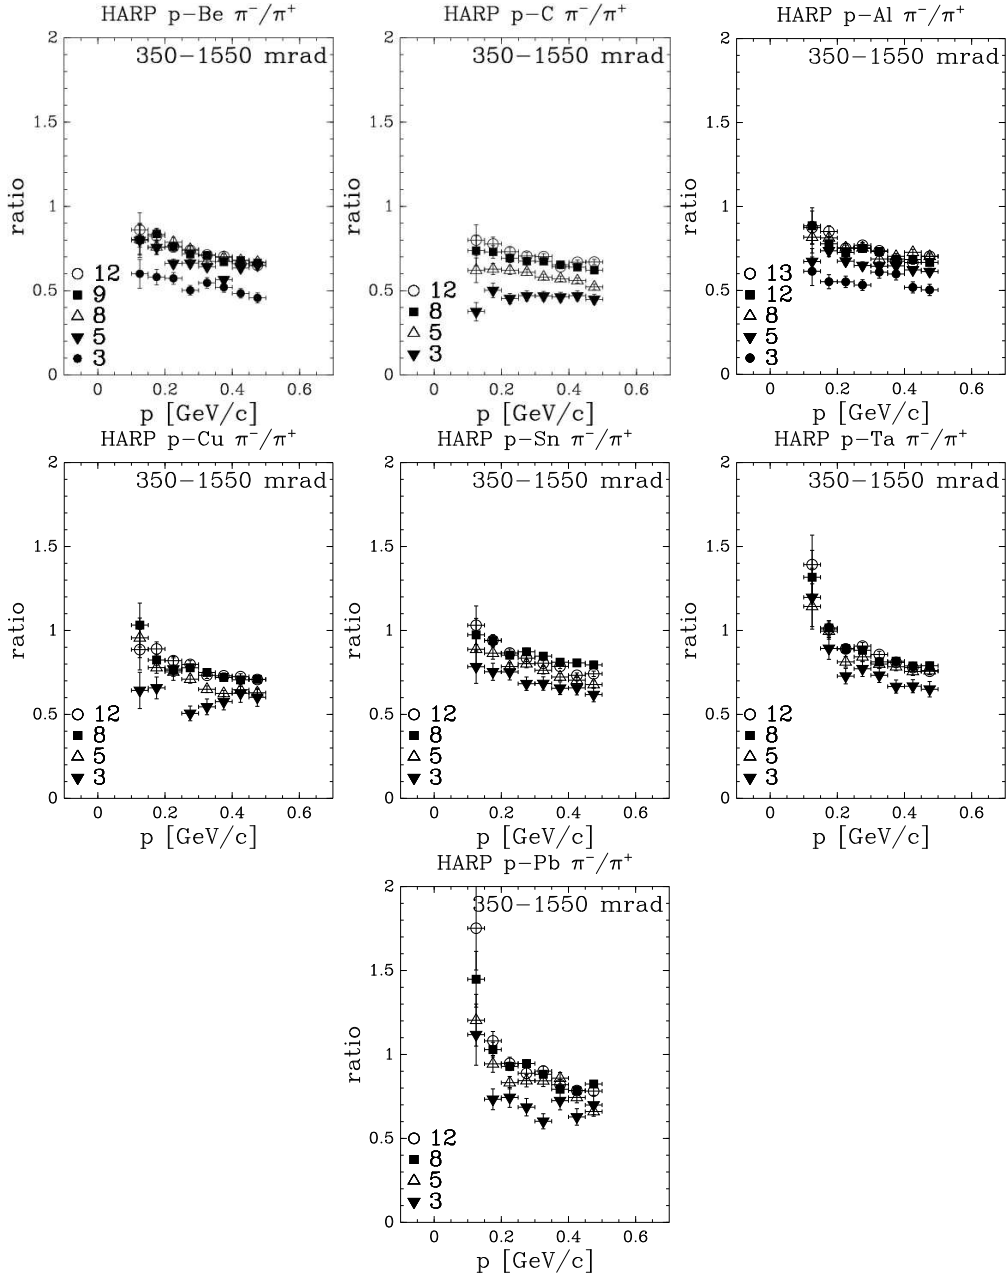 HARP p-Be π⁻/π⁺
350-1550 mrad
2
1.5
1
0.5
0
ratio
12
9
8
5
3
0 0.2 0.4 0.6
p [GeV/c]
HARP p-C π⁻/π⁺
350-1550 mrad
2
1.5
1
0.5
0
ratio
12
8
5
3
0 0.2 0.4 0.6
p [GeV/c]
HARP p-Al π⁻/π⁺
350-1550 mrad
2
1.5
1
0.5
0
ratio
13
12
8
5
3
0 0.2 0.4 0.6
p [GeV/c]
HARP p-Cu π⁻/π⁺
350-1550 mrad
2
1.5
1
0.5
0
ratio
12
8
5
3
0 0.2 0.4 0.6
p [GeV/c]
HARP p-Sn π⁻/π⁺
350-1550 mrad
2
1.5
1
0.5
0
ratio
12
8
5
3
0 0.2 0.4 0.6
p [GeV/c]
HARP p-Ta π⁻/π⁺
350-1550 mrad
2
1.5
1
0.5
0
ratio
12
8
5
3
0 0.2 0.4 0.6
p [GeV/c]
HARP p-Pb π⁻/π⁺
350-1550 mrad
2
1.5
1
0.5
0
ratio
12
8
5
3
0 0.2 0.4 0.6
p [GeV/c]